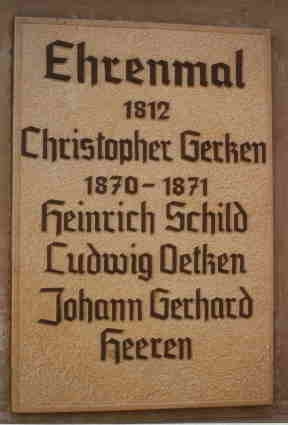 Ehrenmal
1812
Christopher Gerken
1870 - 1871
Heinrich Schild
Ludwig Oetken
Johann Gerhard
Heeren